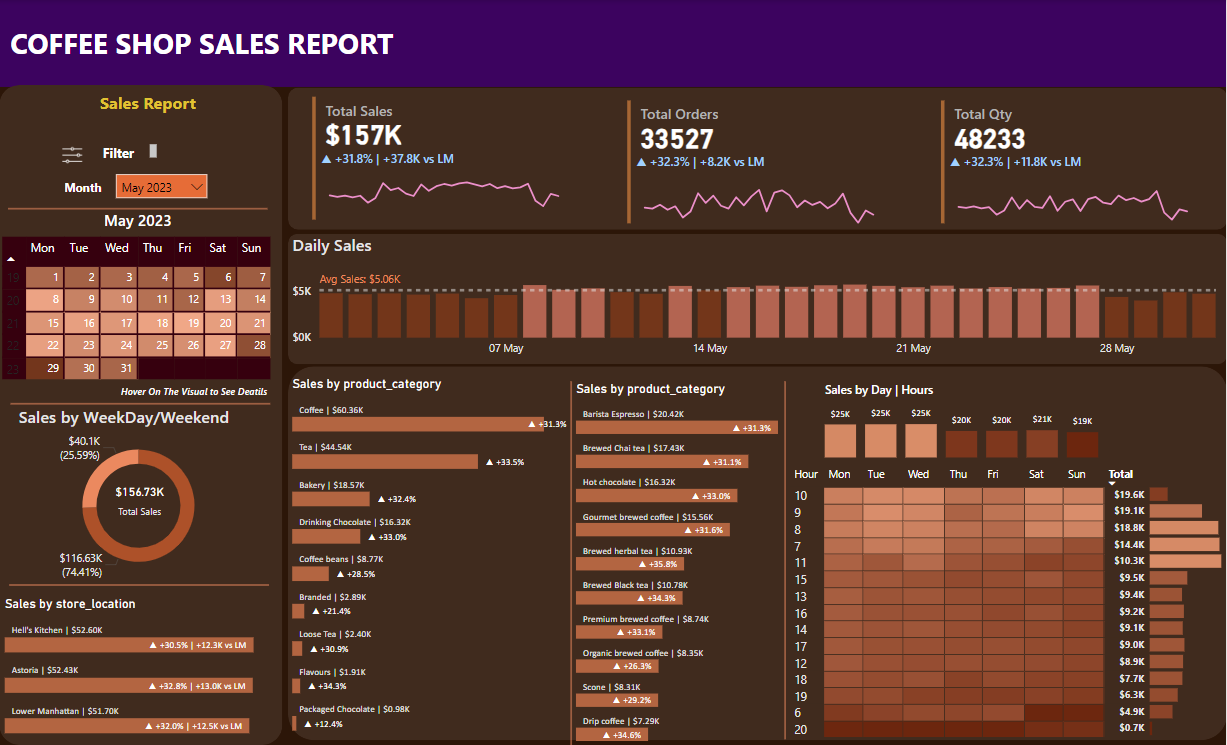 COFFEE SHOP SALES REPORT
Sales Report
Filter
Month
May 2023
May 2023
Mon Tue Wed Thu Fri Sat Sun
19 1 2 3 4 5 6 7
20 8 9 10 11 12 13 14
21 15 16 17 18 19 20 21
22 22 23 24 25 26 27 28
23 29 30 31
Hover On The Visual to See Deatils
Sales by WeekDay/Weekend
$40.1K
(25.59%)
$156.73K
Total Sales
$116.63K
(74.41%)
Sales by store_location
Hell's Kitchen | $52.60K
▲ +30.5% | +12.3K vs LM
Astoria | $52.43K
▲ +32.8% | +13.0K vs LM
Lower Manhattan | $51.70K
▲ +32.0% | +12.5K vs LM
Total Sales
$157K
▲ +31.8% | +37.8K vs LM
Total Orders
33527
▲ +32.3% | +8.2K vs LM
Total Qty
48233
▲ +32.3% | +11.8K vs LM
Daily Sales
Avg Sales: $5.06K
$5K
$0K
07 May 14 May 21 May 28 May
Sales by product_category
Coffee | $60.36K
▲ +31.3%
Tea | $44.54K
▲ +33.5%
Bakery | $18.57K
▲ +32.4%
Drinking Chocolate | $16.32K
▲ +33.0%
Coffee beans | $8.77K
▲ +28.5%
Branded | $2.89K
▲ +21.4%
Loose Tea | $2.40K
▲ +30.9%
Flavours | $1.91K
▲ +34.3%
Packaged Chocolate | $0.98K
▲ +12.4%
Sales by product_category
Barista Espresso | $20.42K
▲ +31.3%
Brewed Chai tea | $17.43K
▲ +31.1%
Hot chocolate | $16.32K
▲ +33.0%
Gourmet brewed coffee | $15.56K
▲ +31.6%
Brewed herbal tea | $10.93K
▲ +35.8%
Brewed Black tea | $10.78K
▲ +34.3%
Premium brewed coffee | $8.74K
▲ +33.1%
Organic brewed coffee | $8.35K
▲ +26.3%
Scone | $8.31K
▲ +29.2%
Drip coffee | $7.29K
▲ +34.6%
Sales by Day | Hours
$25K $25K $25K $20K $20K $21K $19K
Hour Mon Tue Wed Thu Fri Sat Sun Total
10 $19.6K
9 $19.1K
8 $18.8K
7 $14.4K
11 $10.3K
15 $9.5K
13 $9.4K
16 $9.2K
14 $9.1K
17 $9.0K
12 $8.9K
18 $7.7K
19 $6.3K
6 $4.9K
20 $0.7K